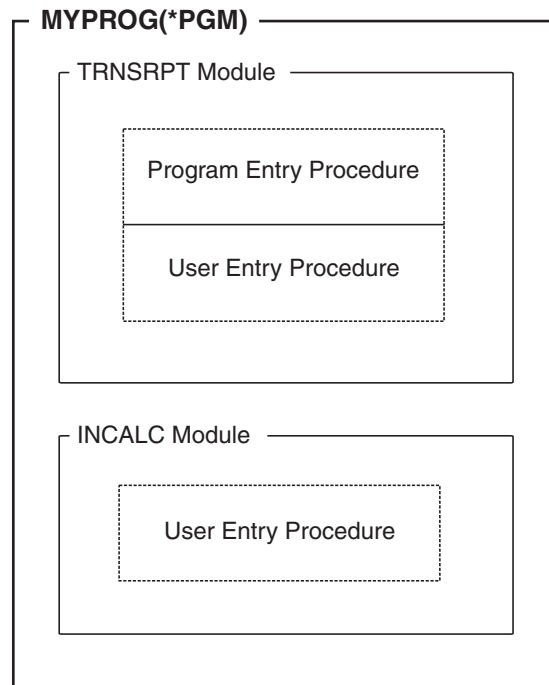 MYPROG(*PGM)
TRNSRPT Module
Program Entry Procedure
User Entry Procedure
INCALC Module
User Entry Procedure